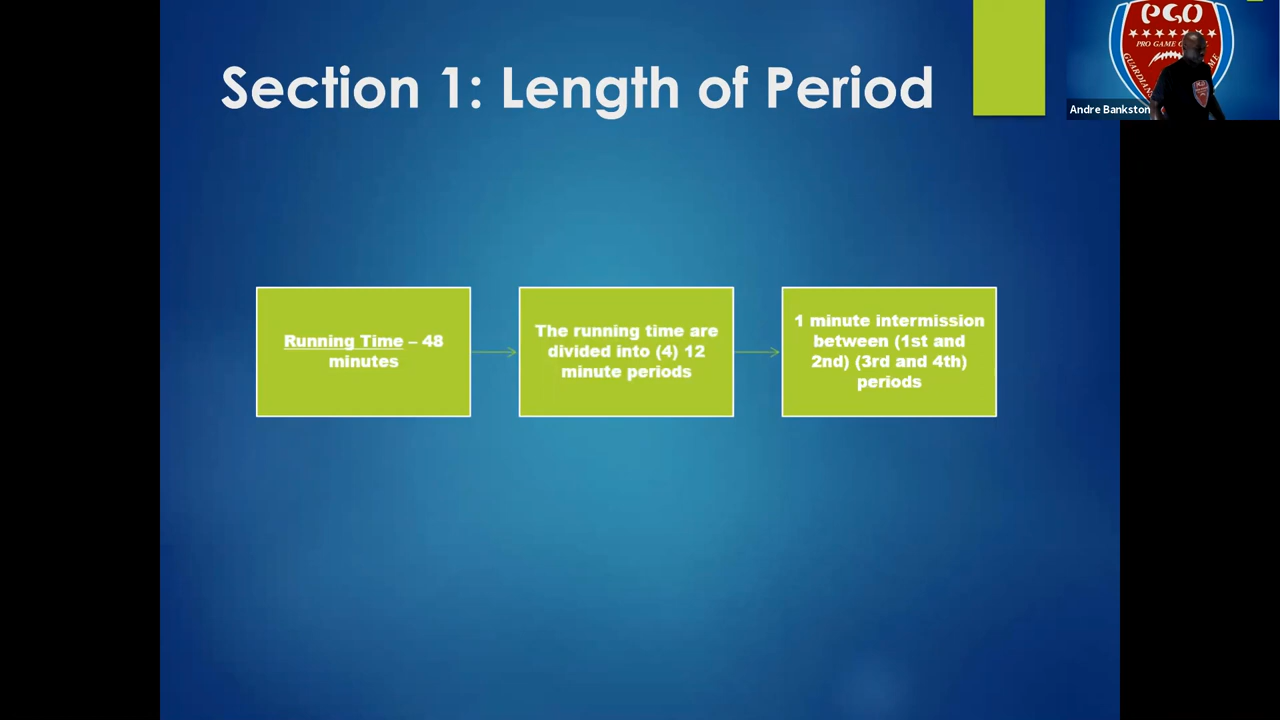 Section 1: Length of Period
PGO
PRO GAME
Andre Bankston
Running Time – 48
minutes
The running time are
divided into (4) 12
minute periods
1 minute intermission
between (1st and
2nd) (3rd and 4th)
periods